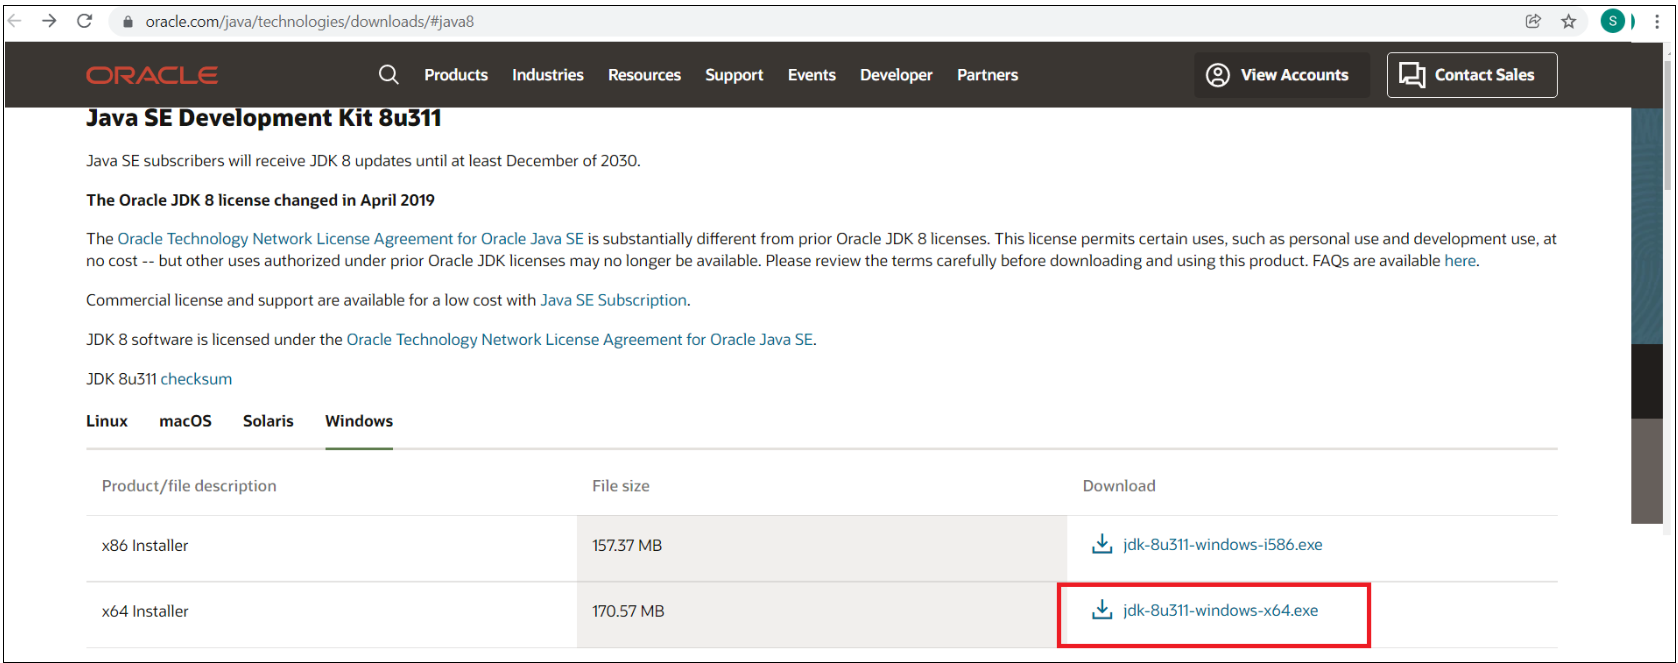 oracle.com/java/technologies/downloads/#java8
S
ORACLE Products Industries Resources Support Events Developer Partners View Accounts Contact Sales
Java SE Development Kit 8u311
Java SE subscribers will receive JDK 8 updates until at least December of 2030.
The Oracle JDK 8 license changed in April 2019
The Oracle Technology Network License Agreement for Oracle Java SE is substantially different from prior Oracle JDK 8 licenses. This license permits certain uses, such as personal use and development use, at
no cost -- but other uses authorized under prior Oracle JDK licenses may no longer be available. Please review the terms carefully before downloading and using this product. FAQs are available here.
Commercial license and support are available for a low cost with Java SE Subscription.
JDK 8 software is licensed under the Oracle Technology Network License Agreement for Oracle Java SE.
JDK 8u311 checksum
Linux macOS Solaris Windows
Product/file description File size Download
x86 Installer 157.37 MB jdk-8u311-windows-i586.exe
x64 Installer 170.57 MB jdk-8u311-windows-x64.exe